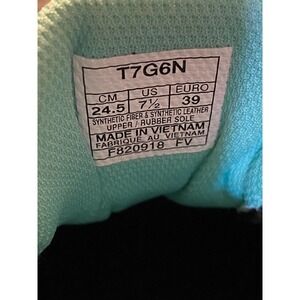 T7G6N
CM US EURO
24.5 7½ 39
SYNTHETIC FIBER & SYNTHETIC LEATHER
UPPER / RUBBER SOLE
MADE IN VIETNAM
FABRIQUE AU VIETNAM
F820918 FV